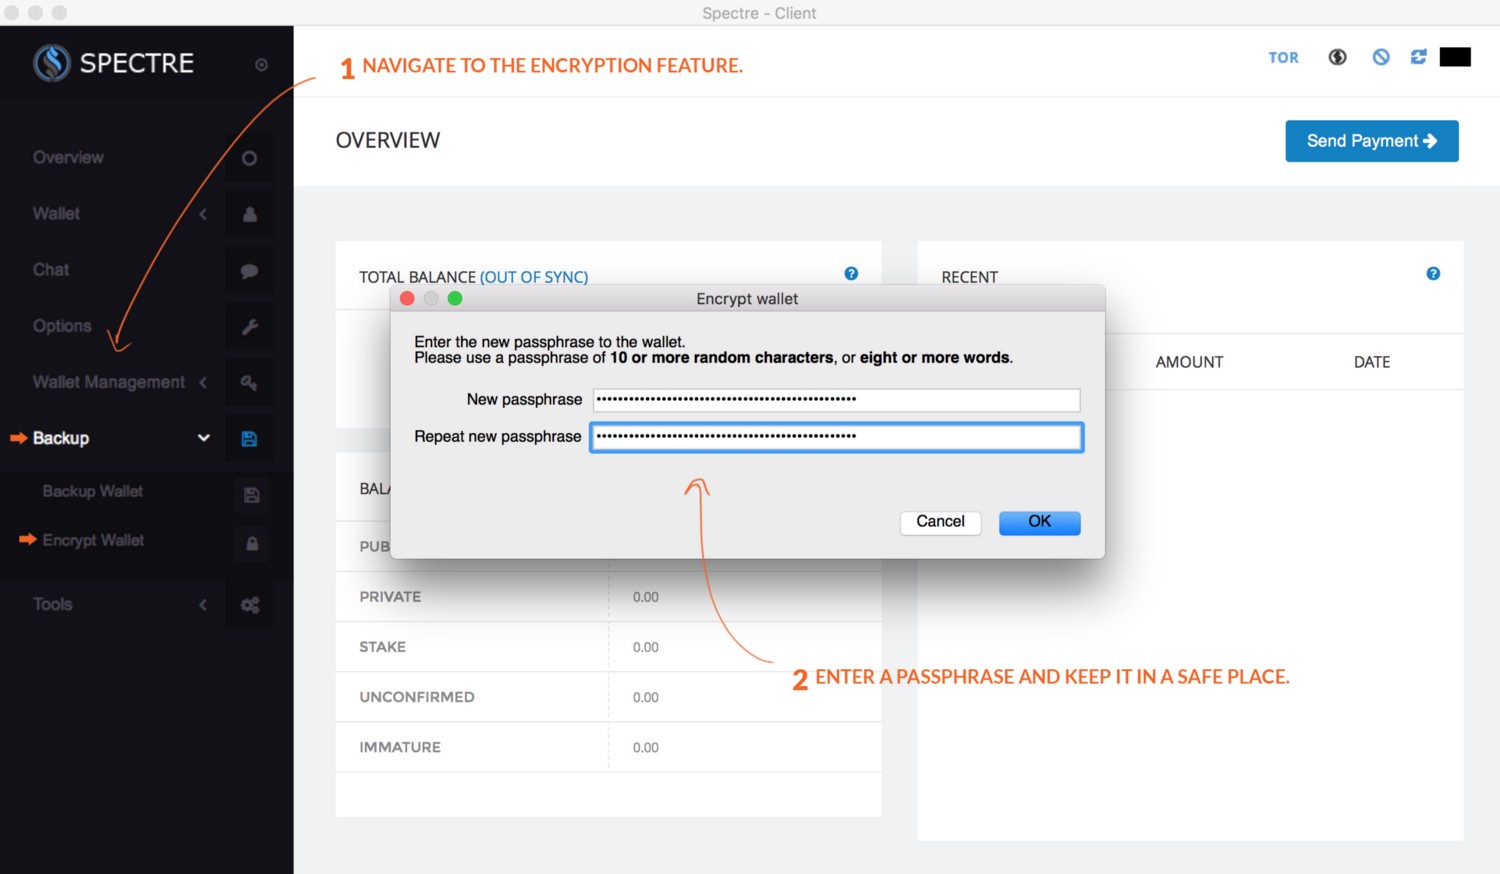 Spectre - Client
SPECTRE
1 NAVIGATE TO THE ENCRYPTION FEATURE.
TOR
OVERVIEW
Send Payment
Overview
Wallet
Chat
Options
Wallet Management
Backup
Backup Wallet
Encrypt Wallet
Tools
TOTAL BALANCE (OUT OF SYNC)
RECENT
AMOUNT DATE
Encrypt wallet
Enter the new passphrase to the wallet.
Please use a passphrase of 10 or more random characters, or eight or more words.
New passphrase
Repeat new passphrase
Cancel OK
PRIVATE 0.00
STAKE 0.00
UNCONFIRMED 0.00
IMMATURE 0.00
2 ENTER A PASSPHRASE AND KEEP IT IN A SAFE PLACE.